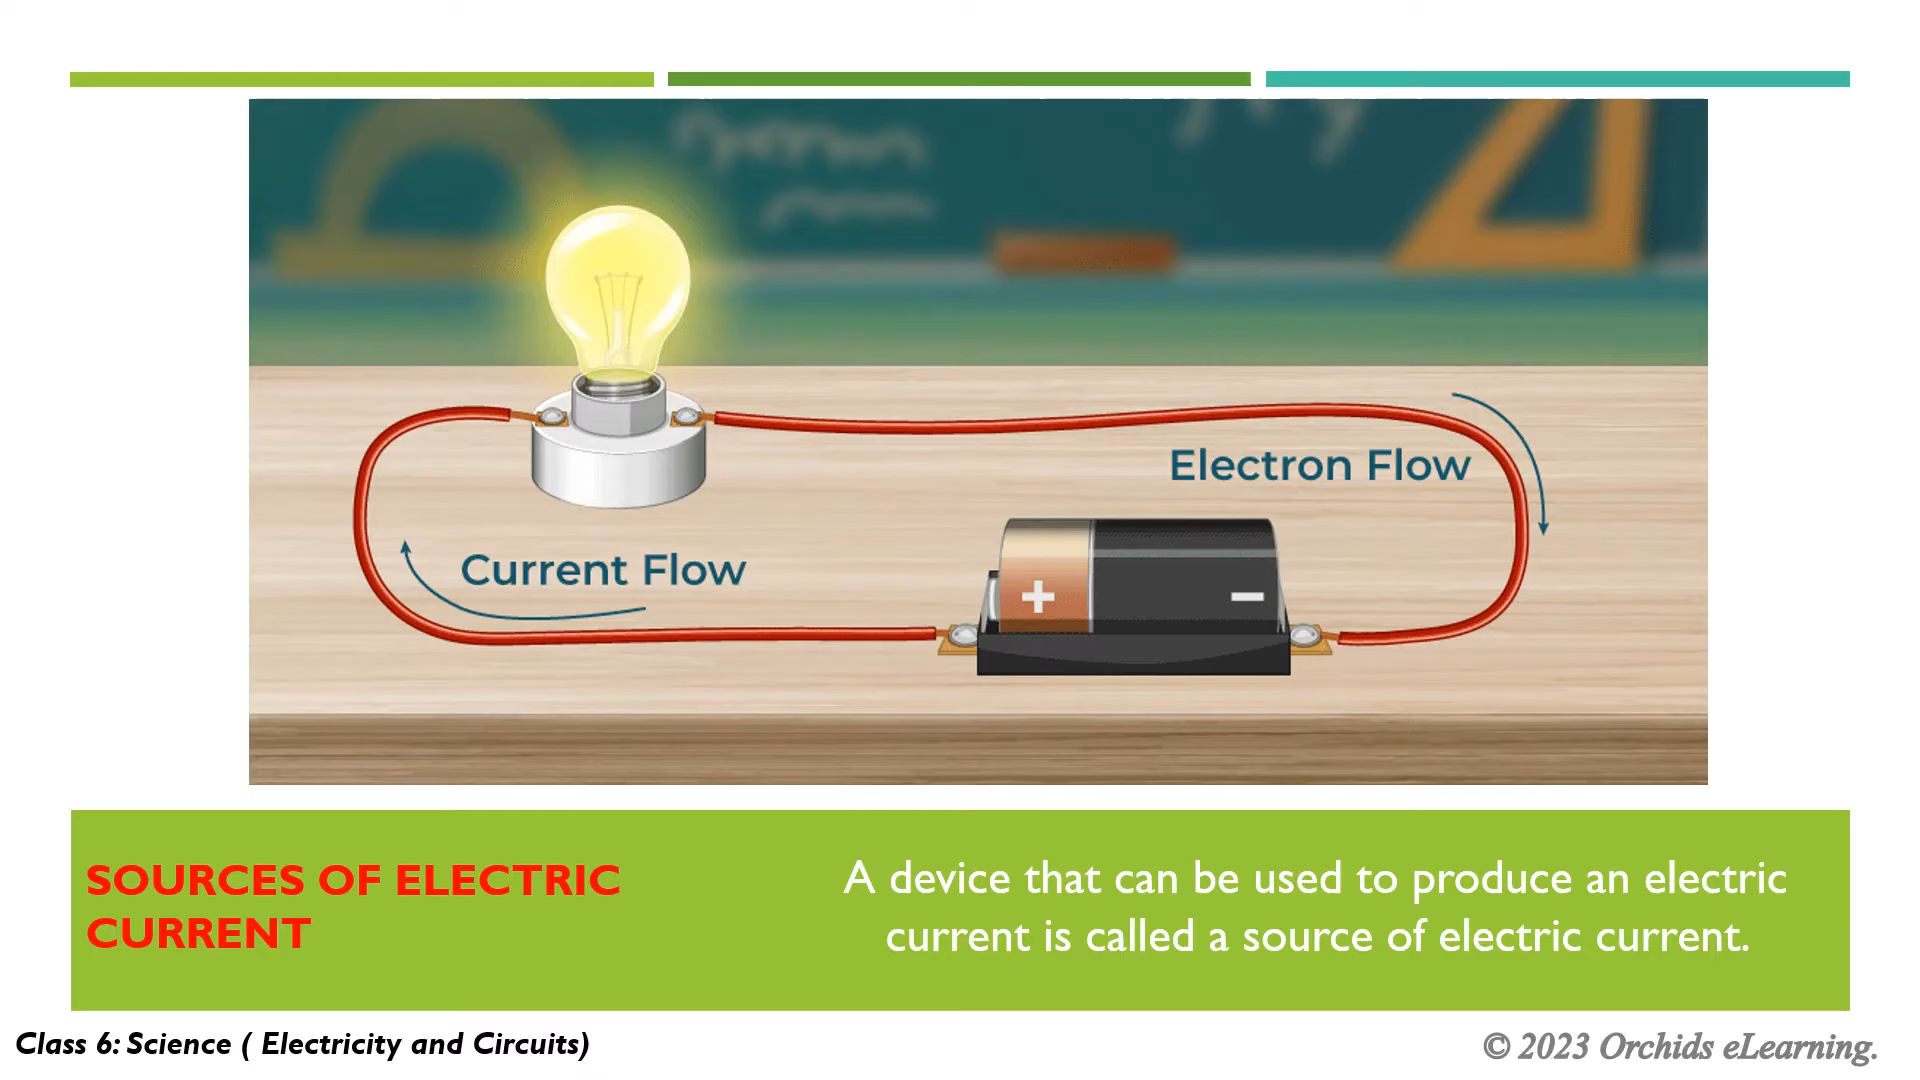 Electron Flow
Current Flow
+
−
SOURCES OF ELECTRIC
CURRENT
A device that can be used to produce an electric
current is called a source of electric current.
Class 6: Science ( Electricity and Circuits)
© 2023 Orchids eLearning.